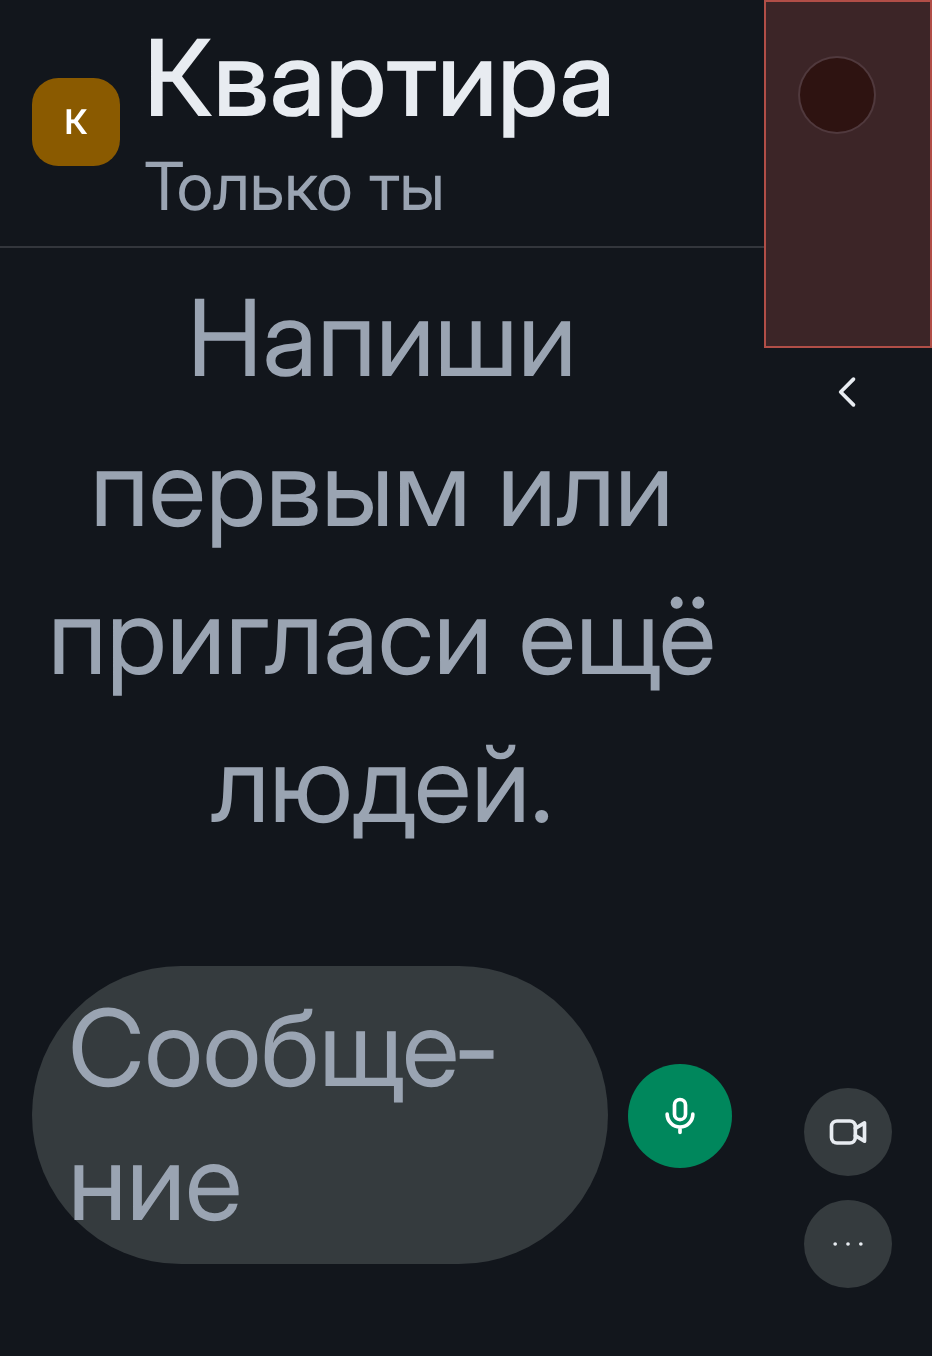 К
Квартира
Только ты
Напиши
первым или
пригласи ещё
людей.
Сообще-
ние